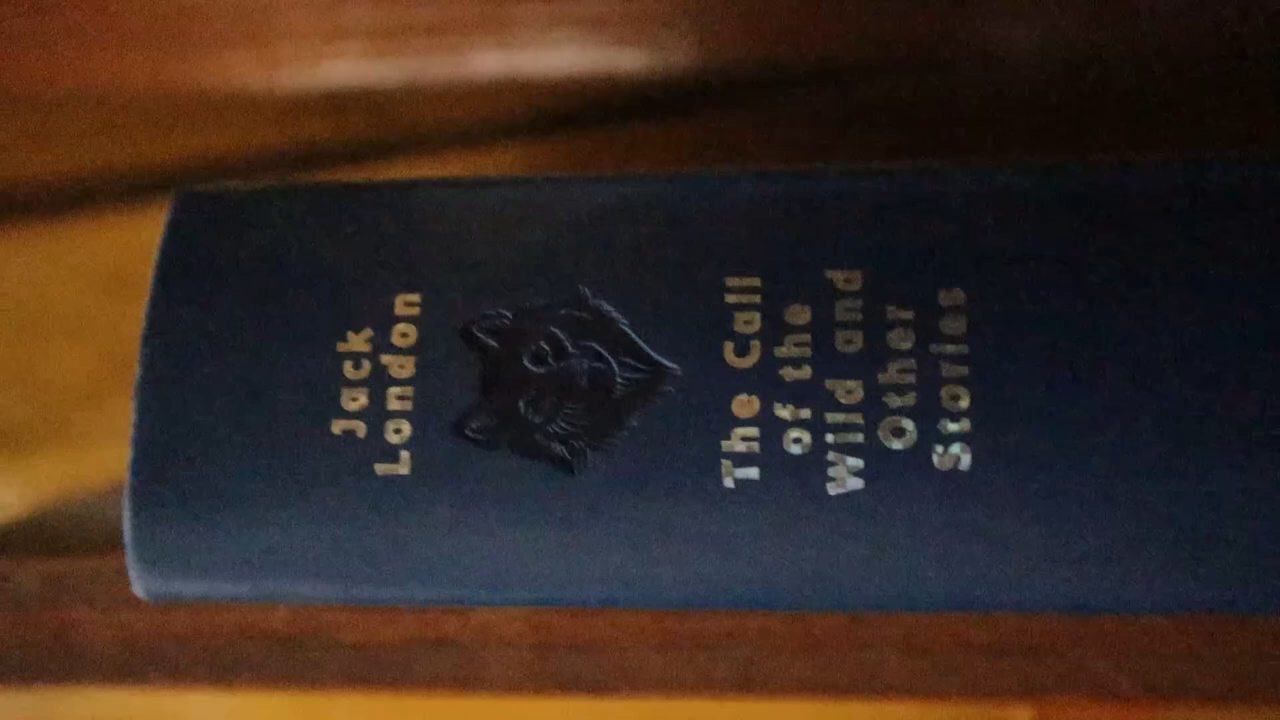 Jack
London
The Call
of the
Wild and
Other
Stories